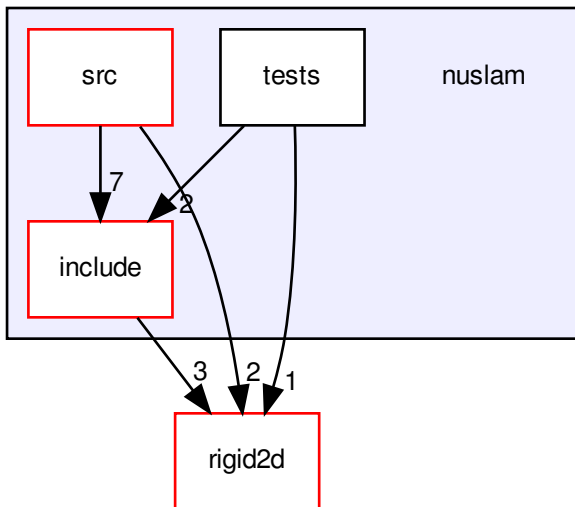 src
tests
nuslam
7
2
include
3
2
1
rigid2d